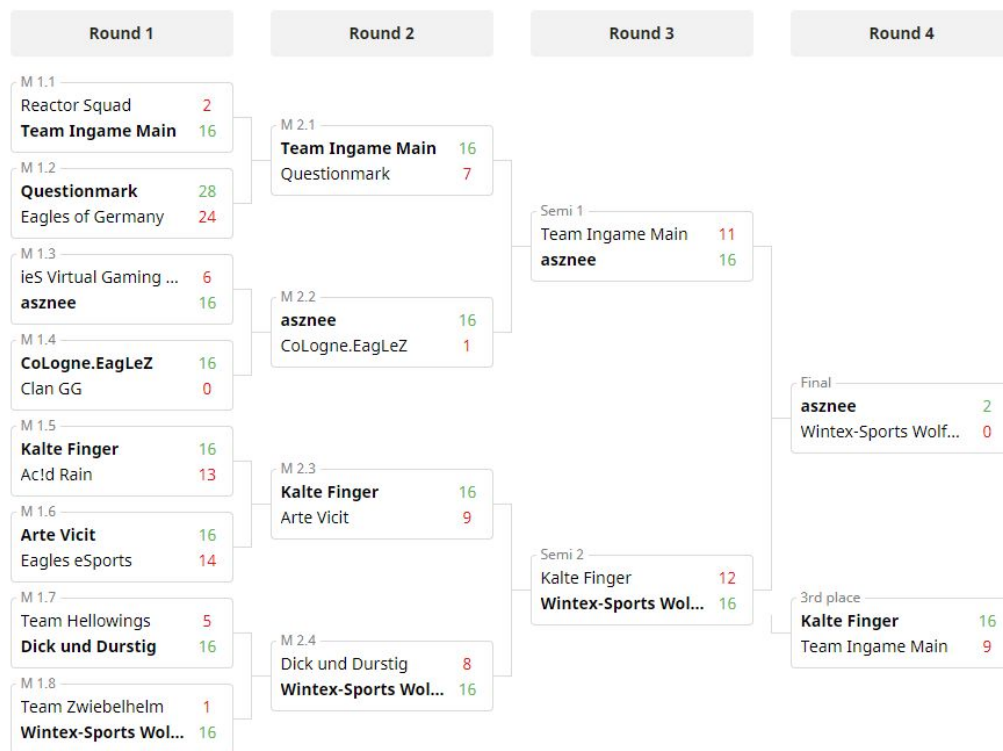 Round 1
Round 2
Round 3
Round 4
M 1.1
Reactor Squad 2
Team Ingame Main 16
M 1.2
Questionmark 28
Eagles of Germany 24
M 1.3
ieS Virtual Gaming ... 6
asznee 16
M 1.4
CoLogne.EagLeZ 16
Clan GG 0
M 1.5
Kalte Finger 16
Ac!d Rain 13
M 1.6
Arte Vicit 16
Eagles eSports 14
M 1.7
Team Hellowings 5
Dick und Durstig 16
M 1.8
Team Zwiebelhelm 1
Wintex-Sports Wol... 16
M 2.1
Team Ingame Main 16
Questionmark 7
M 2.2
asznee 16
CoLogne.EagLeZ 1
M 2.3
Kalte Finger 16
Arte Vicit 9
M 2.4
Dick und Durstig 8
Wintex-Sports Wol... 16
Semi 1
Team Ingame Main 11
asznee 16
Semi 2
Kalte Finger 12
Wintex-Sports Wol... 16
Final
asznee 2
Wintex-Sports Wolf... 0
3rd place
Kalte Finger 16
Team Ingame Main 9